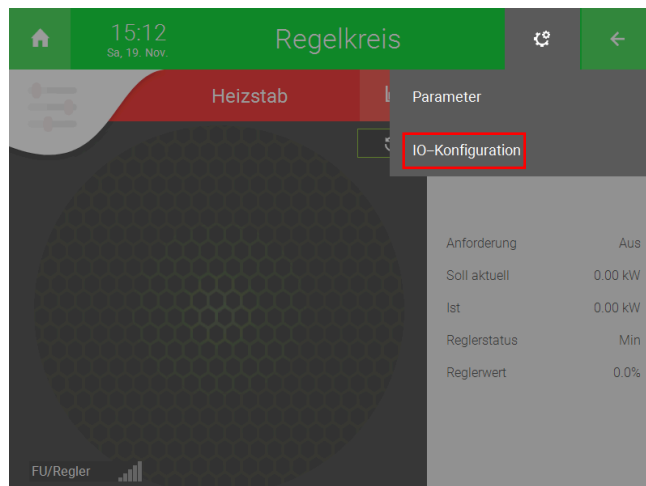 15:12
Sa, 19. Nov.
Regelkreis
Heizstab
Parameter
IO-Konfiguration
Anforderung Aus
Soll aktuell 0.00 kW
Ist 0.00 kW
Reglerstatus Min
Reglerwert 0.0%
FU/Regler